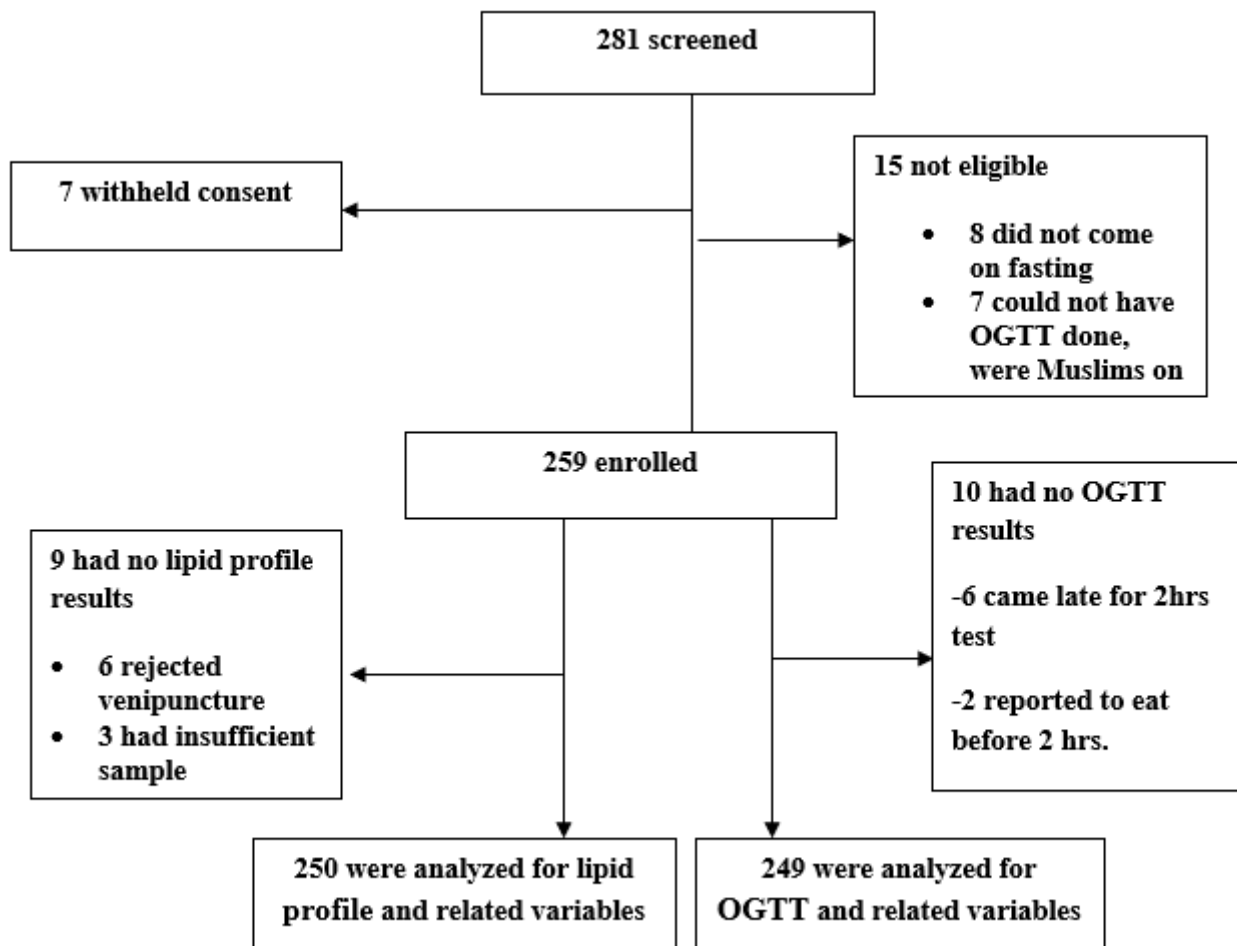 281 screened
7 withheld consent
15 not eligible
• 8 did not come
on fasting
• 7 could not have
OGTT done,
were Muslims on
259 enrolled
9 had no lipid profile
results
• 6 rejected
venipuncture
• 3 had insufficient
sample
10 had no OGTT
results
-6 came late for 2hrs
test
-2 reported to eat
before 2 hrs.
250 were analyzed for lipid
profile and related variables
249 were analyzed for
OGTT and related variables